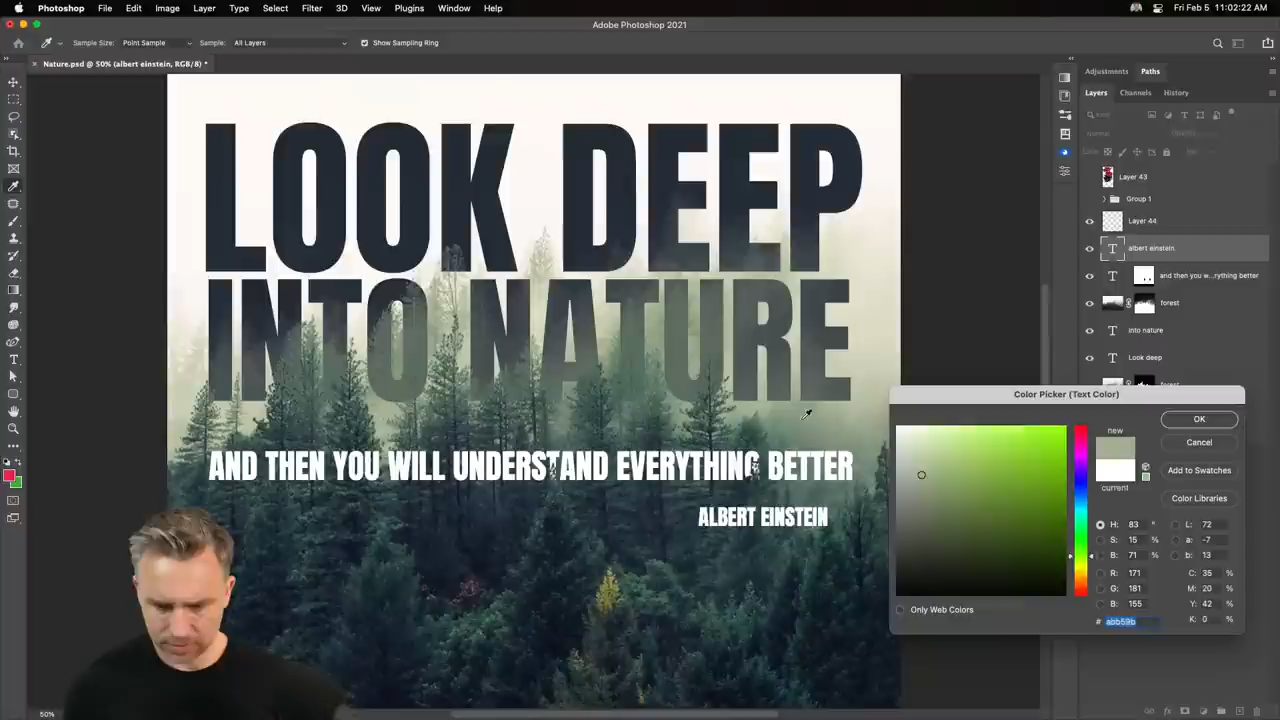 Photoshop File Edit Image Layer Type Select Filter 3D View Plugins Window Help Fri Feb 5 11:02:22 AM
Adobe Photoshop 2021
Sample Size: Point Sample Sample: All Layers Show Sampling Ring
Nature.psd @ 50% (albert einstein, RGB/8) *
Adjustments Paths
Layers Channels History
Layer 43
Group 1
Layer 44
albert einstein
and then you w...rything better
forest
into nature
Look deep
forest
LOOK DEEP
INTO NATURE
AND THEN YOU WILL UNDERSTAND EVERYTHING BETTER
ALBERT EINSTEIN
Color Picker (Text Color)
new
current
OK
Cancel
Add to Swatches
Color Libraries
H: 83 ° L: 72
S: 15 % a: -7
B: 71 % b: 13
R: 171 C: 35 %
G: 181 M: 20 %
B: 155 Y: 42 %
# abb59b K: 0 %
Only Web Colors
50%